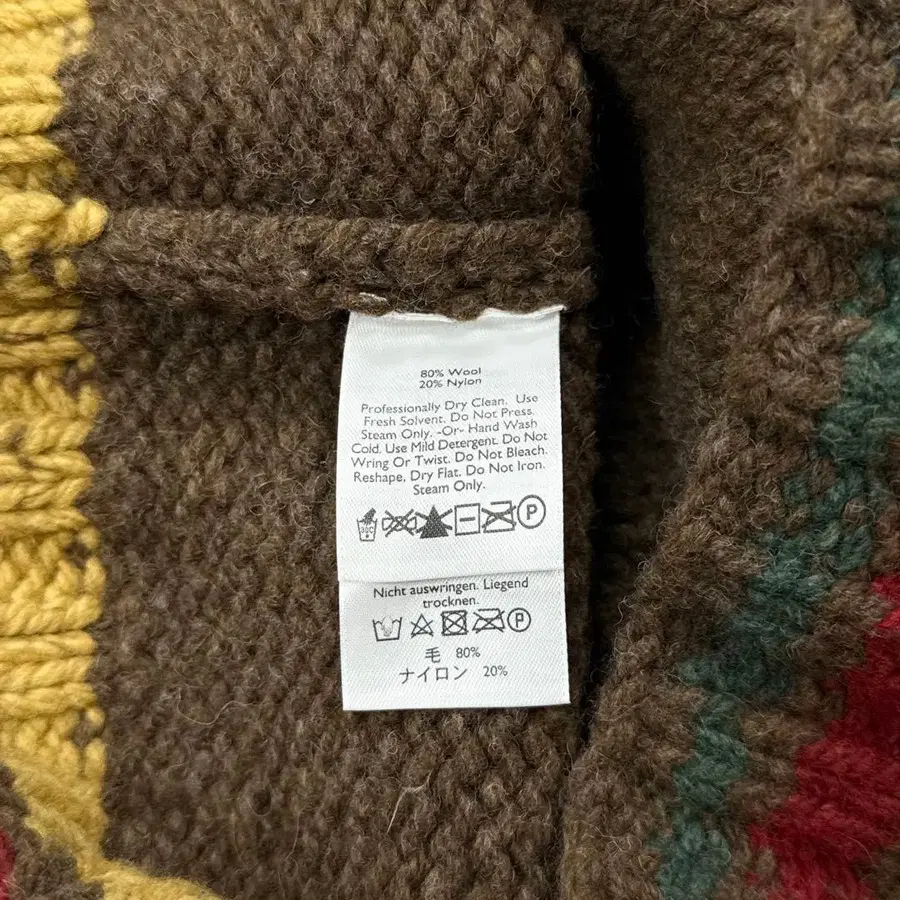 80% Wool
20% Nylon
Professionally Dry Clean. Use
Fresh Solvent. Do Not Press.
Steam Only. -Or- Hand Wash
Cold. Use Mild Detergent. Do Not
Wring Or Twist. Do Not Bleach.
Reshape, Dry Flat. Do Not Iron.
Steam Only.
30C P
Nicht auswringen. Liegend
trocknen.
P
毛 80%
ナイロン 20%